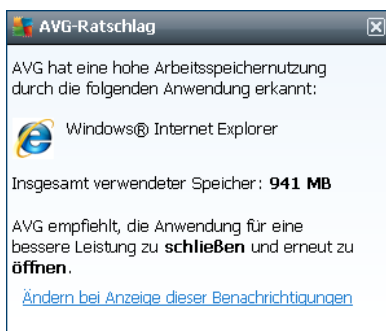 AVG-Ratschlag
AVG hat eine hohe Arbeitsspeichernutzung
durch die folgenden Anwendung erkannt:
Windows® Internet Explorer
Insgesamt verwendeter Speicher: 941 MB
AVG empfiehlt, die Anwendung für eine
bessere Leistung zu schließen und erneut zu
öffnen.
Ändern bei Anzeige dieser Benachrichtigungen